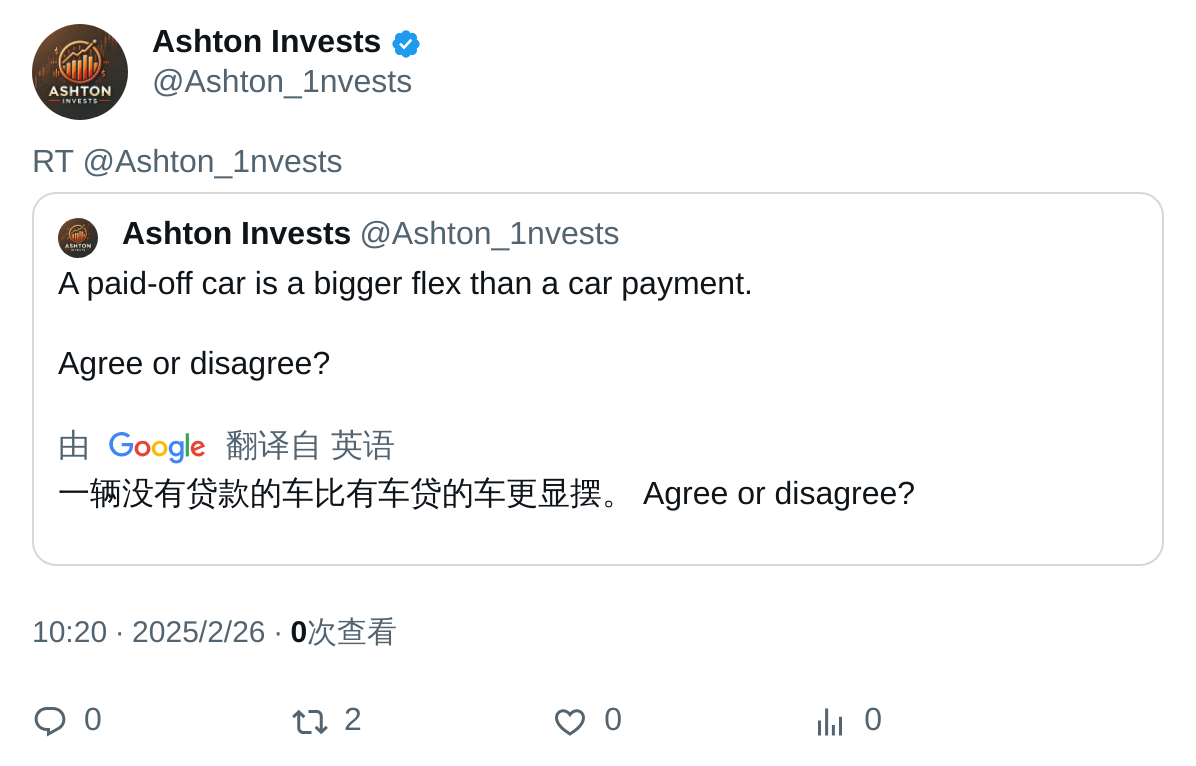 ASHTON
INVESTS
Ashton Invests
@Ashton_1nvests
RT @Ashton_1nvests
ASHTON
Ashton Invests @Ashton_1nvests
A paid-off car is a bigger flex than a car payment.
Agree or disagree?
由 Google 翻译自 英语
一辆没有贷款的车比有车贷的车更显摆。 Agree or disagree?
10:20 · 2025/2/26 · 0次查看
0 2 0 0